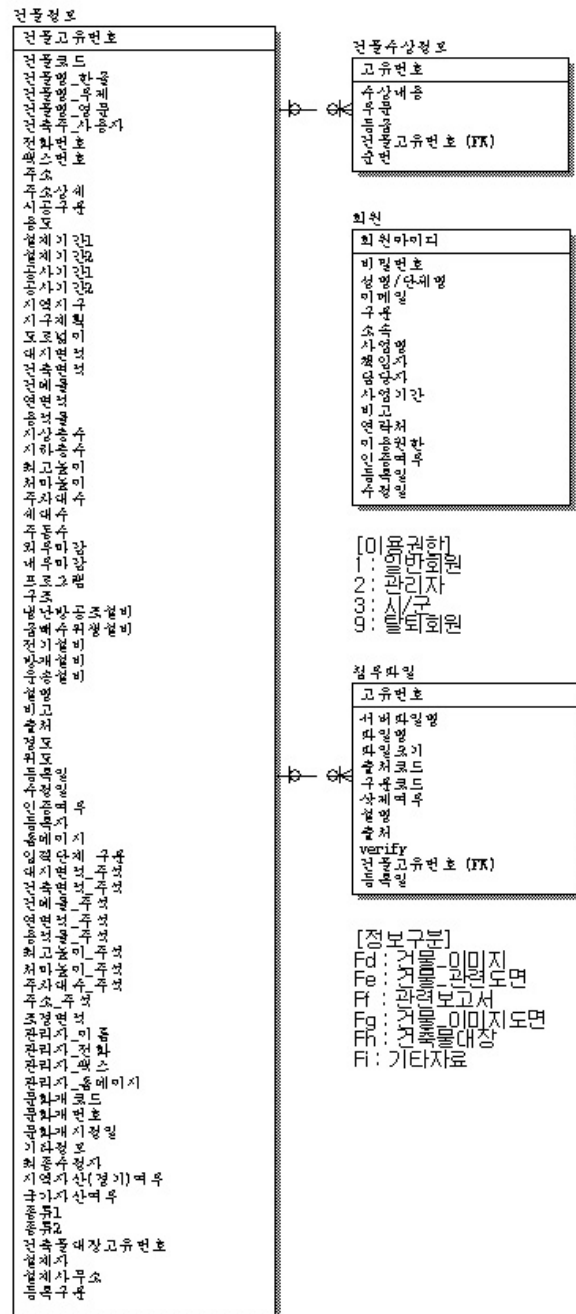 건물정보
건물고유번호
건물코드
건물명_한글
건물명_부제
건물명_영문
건축주_사용자
전화번호
팩스번호
주소
주소상세
시공구분
용도
설계기간1
설계기간2
공사기간1
공사기간2
지역지구
지구계획
도로넓이
대지면적
건축면적
건폐율
연면적
용적율
지상층수
지하층수
최고높이
처마높이
주차대수
세대수
주동수
외부마감
내부마감
프로그램
구조
냉난방공조설비
급배수위생설비
전기설비
방재설비
운송설비
설명
비고
출처
경도
위도
등록일
수정일
인증여부
등록자
홈페이지
입력단체_구분
대지면적_주석
건축면적_주석
건폐율_주석
연면적_주석
용적율_주석
최고높이_주석
처마높이_주석
주차대수_주석
주소_주석
조경면적
관리자_이름
관리자_전화
관리자_팩스
관리자_홈페이지
문화재코드
문화재번호
문화재지정일
기타정보
최종수정자
지역자산(경기)여부
국가자산여부
종류1
종류2
건축물대장고유번호
설계자
설계사무소
등록구분
건물수상정보
고유번호
수상내용
부문
등급
건물고유번호 (FK)
순번
회원
회원아이디
비밀번호
성명/단체명
이메일
구분
소속
사업명
책임자
담당자
사업기간
비고
연락처
이용권한
인증여부
등록일
수정일
[이용권한]
1 : 일반회원
2 : 관리자
3 : 시/구
9 : 탈퇴회원
첨부파일
고유번호
서버파일명
파일명
파일크기
출처코드
구분코드
삭제여부
설명
출처
verify
건물고유번호 (FK)
등록일
[정보구분]
Fd : 건물_이미지
Fe : 건물_관련도면
Ff : 관련보고서
Fg : 건물_이미지도면
Fh : 건축물대장
Fi : 기타자료